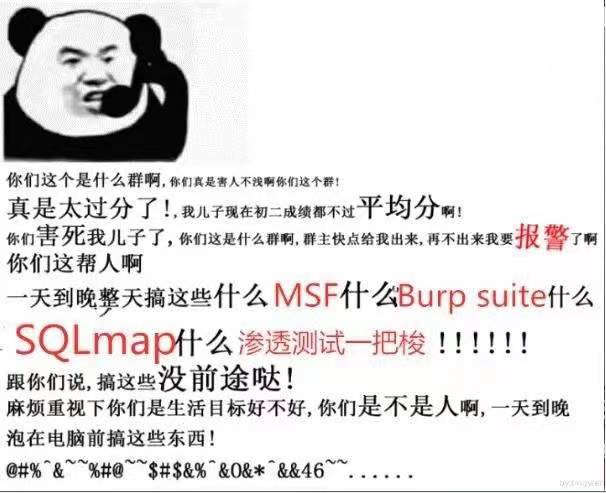 你们这个是什么群啊,你们真是害人不浅啊你们这个群!
真是太过分了!,我儿子现在初二成绩都不过平均分啊!
你们害死我儿子了,你们这是什么群啊,群主快点给我出来,再不出来我要报警了啊
你们这帮人啊
一天到晚整天搞这些什么MSF什么Burp suite什么
SQLmap什么渗透测试一把梭!!!!!!
跟你们说,搞这些没前途哒!
麻烦重视下你们是生活目标好不好,你们是不是人啊,一天到晚
泡在电脑前搞这些东西!
@#%^&~~%#@~~$#$&%^&0&*^&&46~~......